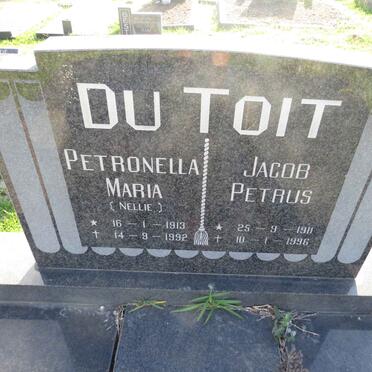 DU TOIT
PETRONELLA
MARIA
( NELLIE )
★ 16 - 1 - 1913
✝ 14 - 9 - 1992
JACOB
PETRUS
★ 25 - 9 - 1911
✝ 10 - 1 - 1996